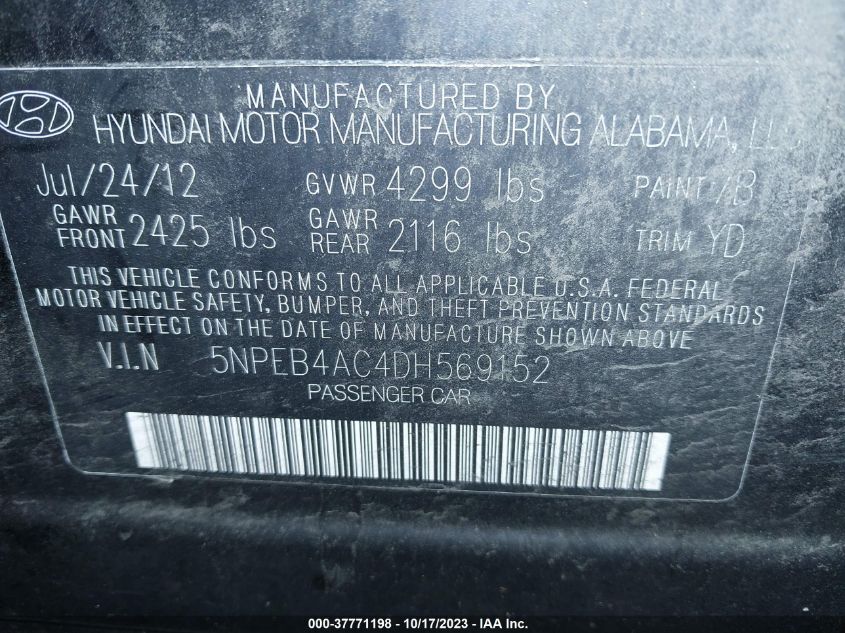 MANUFACTURED BY
HYUNDAI MOTOR MANUFACTURING ALABAMA, LLC
Jul/24/12 GVWR 4299 lbs PAINT 7B
GAWR FRONT 2425 lbs GAWR REAR 2116 lbs TRIM YD
THIS VEHICLE CONFORMS TO ALL APPLICABLE U.S.A. FEDERAL
MOTOR VEHICLE SAFETY, BUMPER, AND THEFT PREVENTION STANDARDS
IN EFFECT ON THE DATE OF MANUFACTURE SHOWN ABOVE
V.I.N 5NPEB4AC4DH569152
PASSENGER CAR
000-37771198 - 10/17/2023 - IAA Inc.